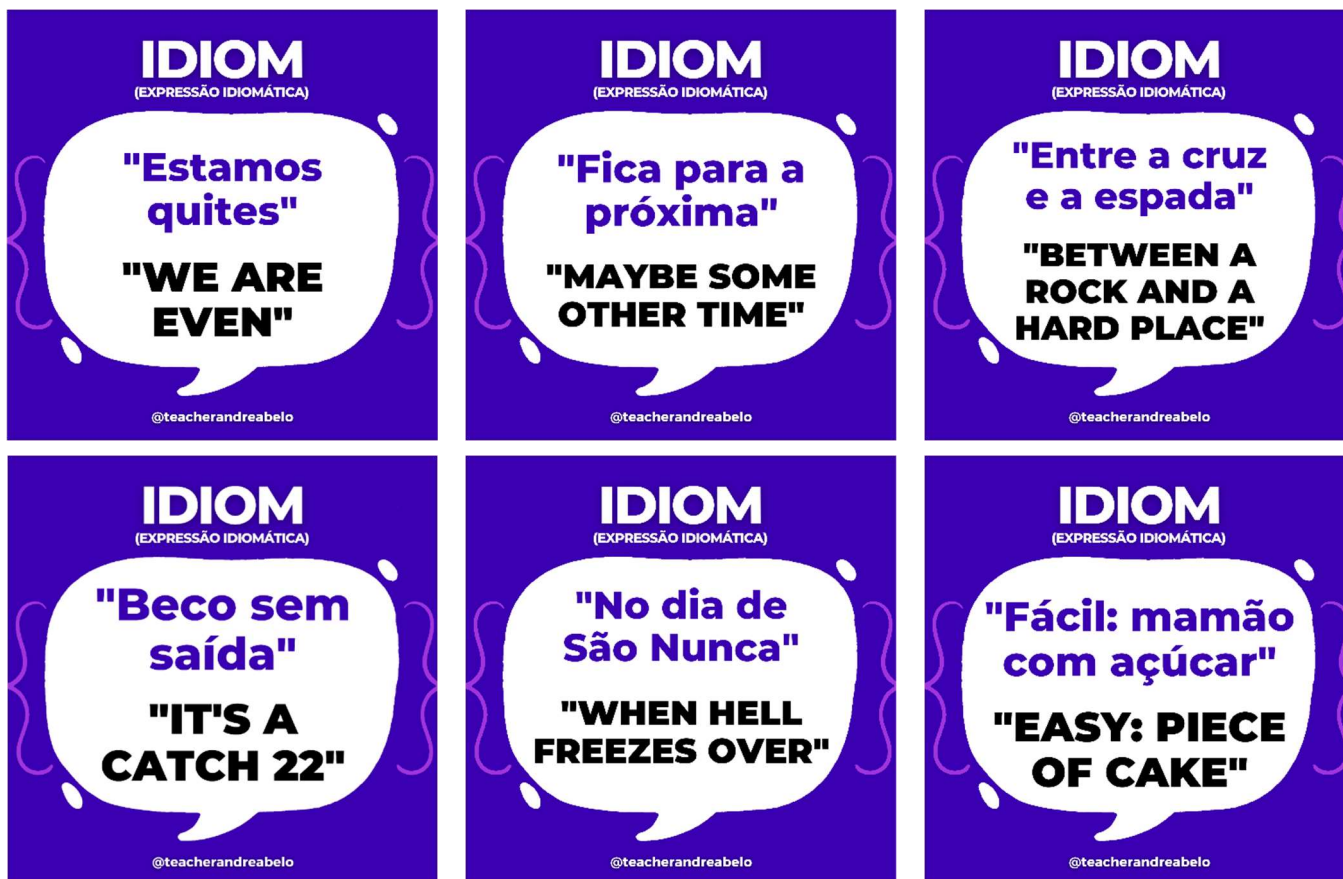 IDIOM
(EXPRESSÃO IDIOMÁTICA)
"Estamos
quites"
"WE ARE
EVEN"
@teacherandreabelo
IDIOM
(EXPRESSÃO IDIOMÁTICA)
"Fica para a
próxima"
"MAYBE SOME
OTHER TIME"
@teacherandreabelo
IDIOM
(EXPRESSÃO IDIOMÁTICA)
"Entre a cruz
e a espada"
"BETWEEN A
ROCK AND A
HARD PLACE"
@teacherandreabelo
IDIOM
(EXPRESSÃO IDIOMÁTICA)
"Beco sem
saída"
"IT'S A
CATCH 22"
@teacherandreabelo
IDIOM
(EXPRESSÃO IDIOMÁTICA)
"No dia de
São Nunca"
"WHEN HELL
FREEZES OVER"
@teacherandreabelo
IDIOM
(EXPRESSÃO IDIOMÁTICA)
"Fácil: mamão
com açúcar"
"EASY: PIECE
OF CAKE"
@teacherandreabelo